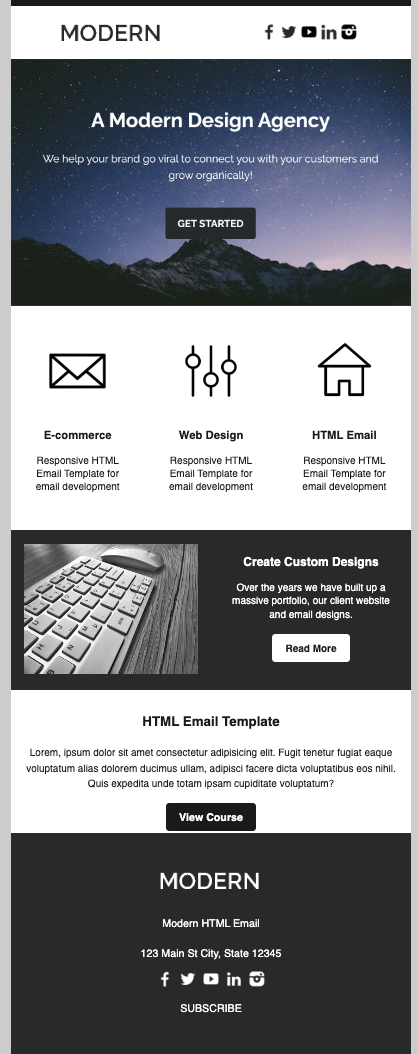 MODERN
A Modern Design Agency
We help your brand go viral to connect you with your customers and
grow organically!
GET STARTED
E-commerce
Web Design
HTML Email
Responsive HTML
Email Template for
email development
Responsive HTML
Email Template for
email development
Responsive HTML
Email Template for
email development
Create Custom Designs
Over the years we have built up a
massive portfolio, our client website
and email designs.
Read More
HTML Email Template
Lorem, ipsum dolor sit amet consectetur adipisicing elit. Fugit tenetur fugiat eaque
voluptatum alias dolorem ducimus ullam, adipisci facere dicta voluptatibus eos nihil.
Quis expedita unde totam ipsam cupiditate voluptatum?
View Course
MODERN
Modern HTML Email
123 Main St City, State 12345
SUBSCRIBE